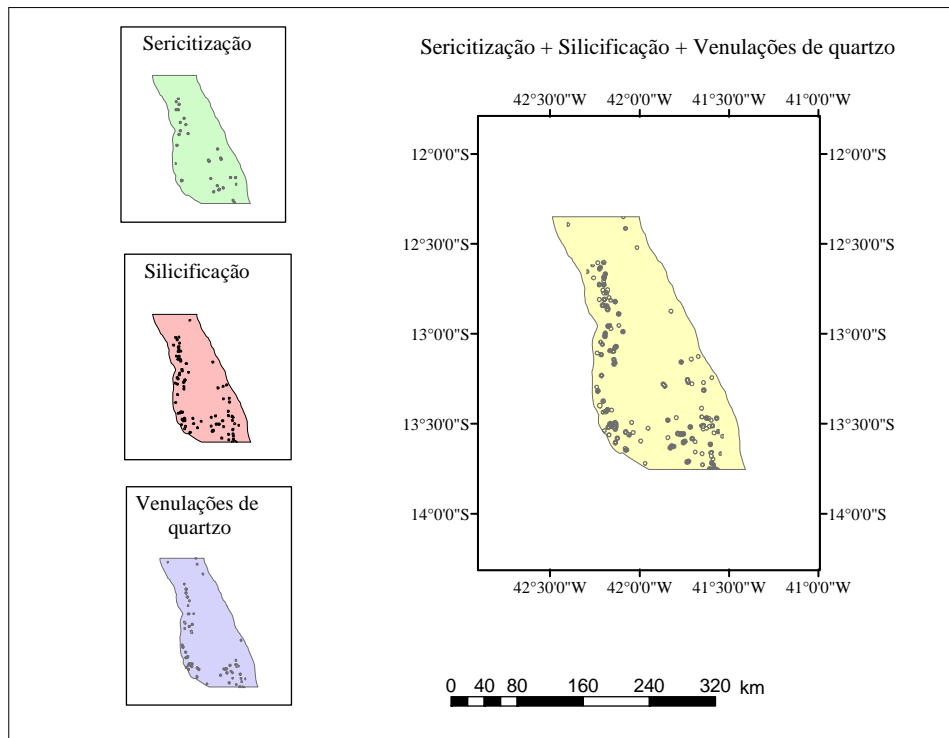 Sericitização
Silicificação
Venulações de
quartzo
Sericitização + Silicificação + Venulações de quartzo
42°30'0"W 42°0'0"W 41°30'0"W 41°0'0"W
12°0'0"S 12°0'0"S
12°30'0"S 12°30'0"S
13°0'0"S 13°0'0"S
13°30'0"S 13°30'0"S
14°0'0"S 14°0'0"S
42°30'0"W 42°0'0"W 41°30'0"W 41°0'0"W
0 40 80 160 240 320 km